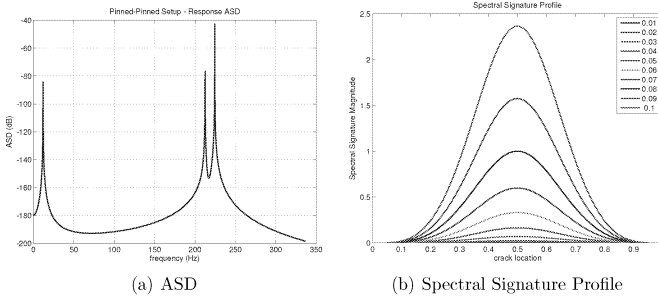 Pinned-Pinned Setup - Response ASD
ASD (dB)
-40
-60
-80
-100
-120
-140
-160
-180
-200
0 50 100 150 200 250 300 350
frequency (Hz)
(a) ASD
Spectral Signature Profile
Spectral Signature Magnitude
2.5
2
1.5
1
0.5
0
0 0.1 0.2 0.3 0.4 0.5 0.6 0.7 0.8 0.9 1
crack location
0.01
0.02
0.03
0.04
0.05
0.06
0.07
0.08
0.09
0.1
(b) Spectral Signature Profile